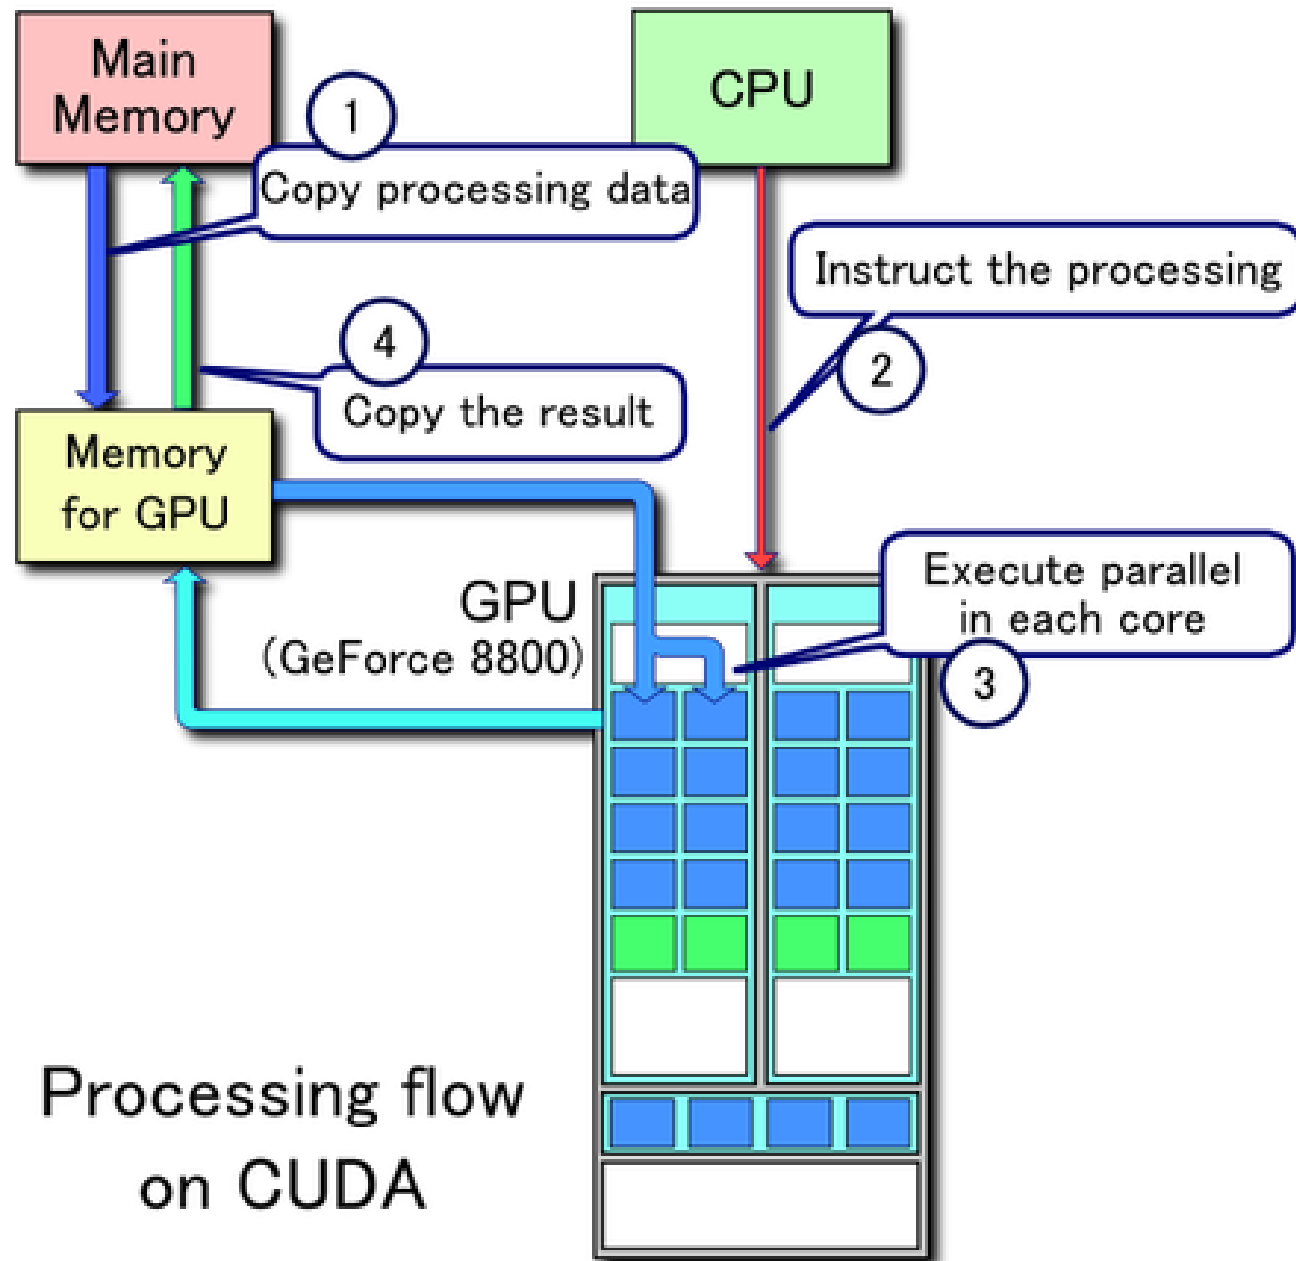 Main
Memory
CPU
1
Copy processing data
Instruct the processing
2
4
Copy the result
Memory
for GPU
Execute parallel
in each core
3
GPU
(GeForce 8800)
Processing flow
on CUDA